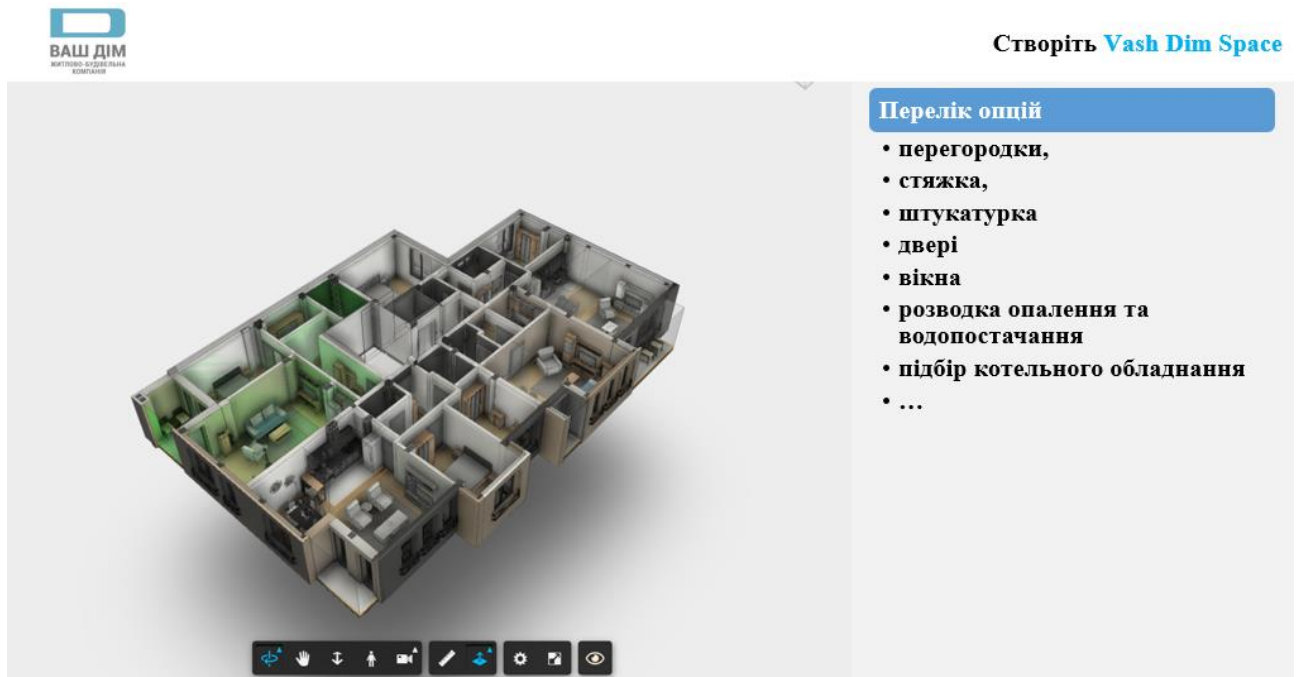 ВАШ ДІМ
ЖИТЛОВО-БУДІВЕЛЬНА
КОМПАНІЯ
Створіть Vash Dim Space
Перелік опцій
• перегородки,
• стяжка,
• штукатурка
• двері
• вікна
• розводка опалення та
водопостачання
• підбір котельного обладнання
• …